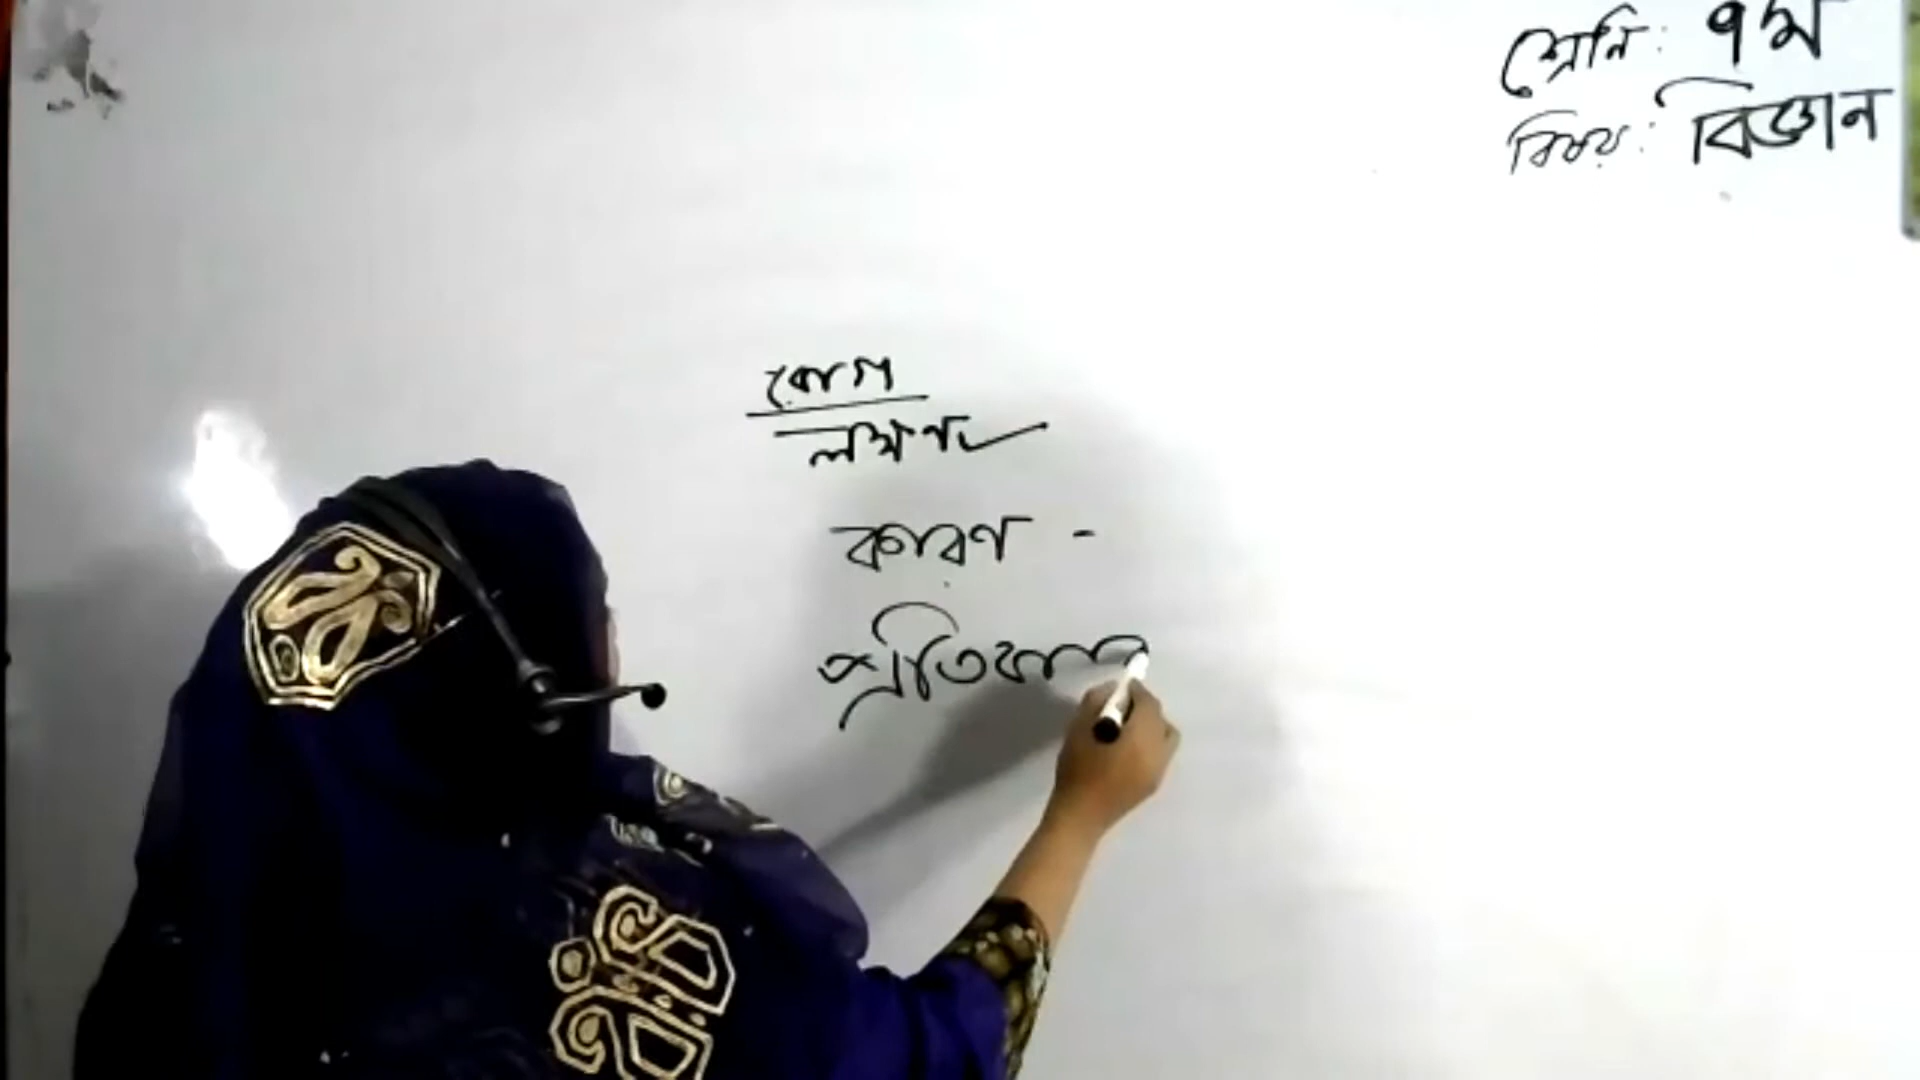 শ্রেনি: ৭ম
বিষয়: বিজ্ঞান
রোগ
লক্ষণ
কারণ -
প্রতিকার